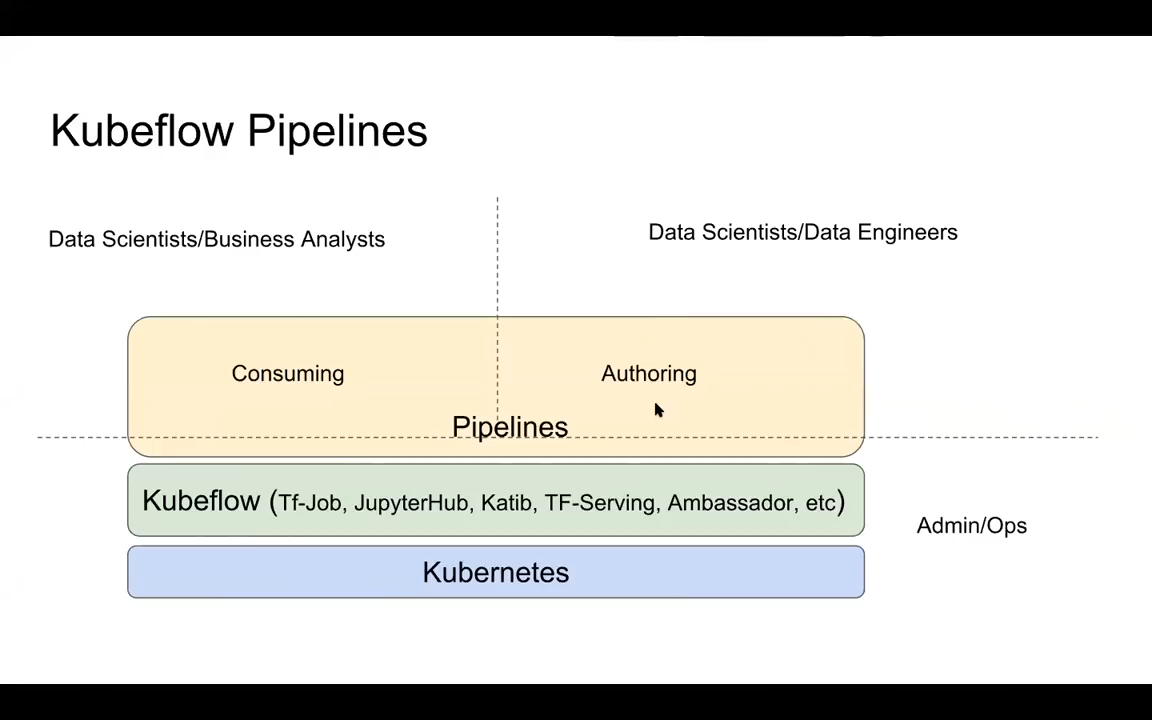 Kubeflow Pipelines
Data Scientists/Business Analysts
Data Scientists/Data Engineers
Consuming
Authoring
Pipelines
Kubeflow (Tf-Job, JupyterHub, Katib, TF-Serving, Ambassador, etc)
Admin/Ops
Kubernetes